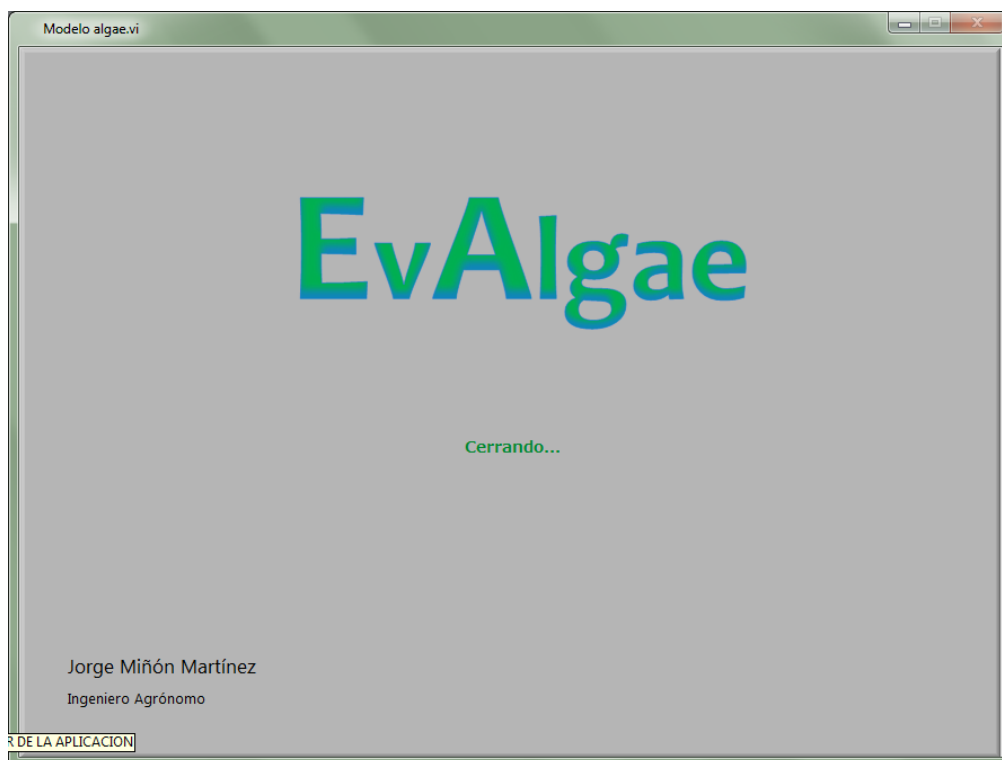 Modelo algae.vi
EvAlgae
Cerrando...
Jorge Miñón Martínez
Ingeniero Agrónomo
DE LA APLICACION